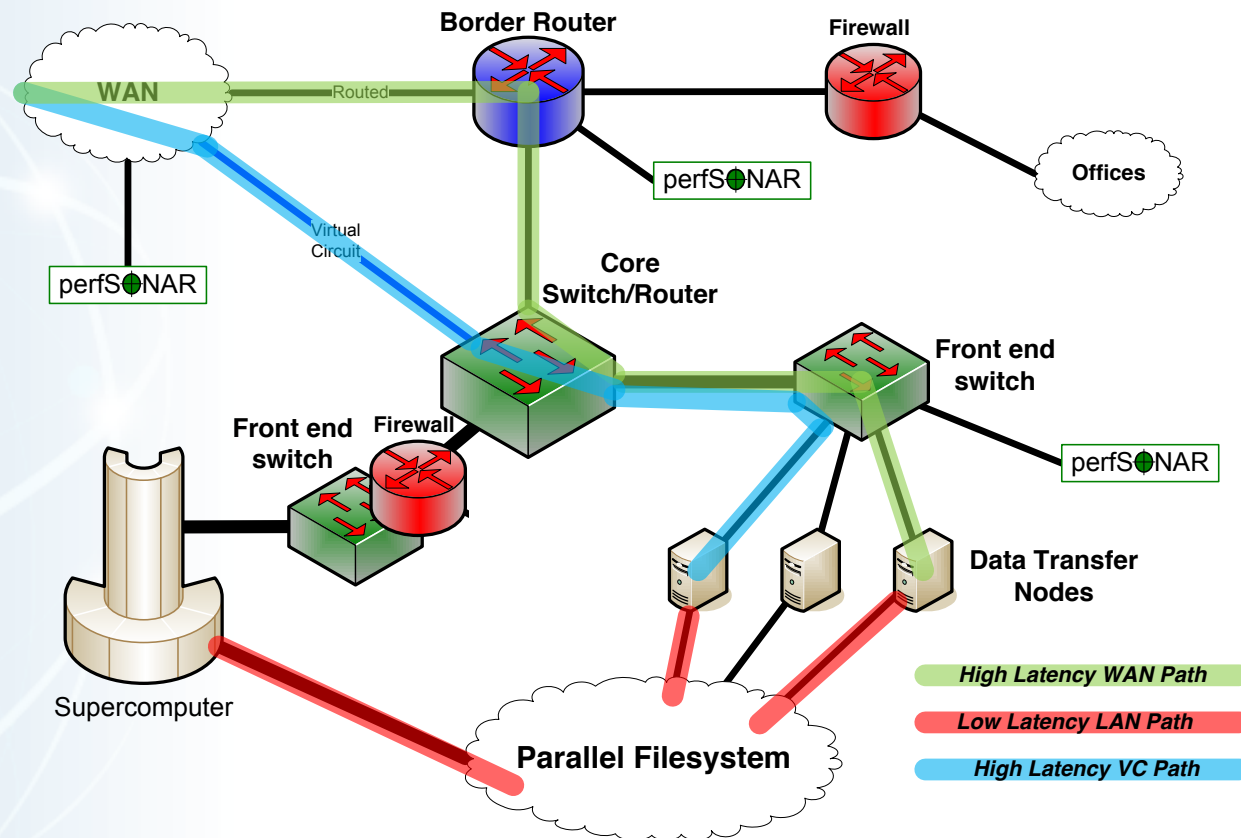 Border Router
Firewall
WAN
Routed
perfSONAR
Offices
Virtual
Circuit
perfSONAR
Core
Switch/Router
Front end
switch
Firewall
Front end
switch
perfSONAR
Data Transfer
Nodes
High Latency WAN Path
Supercomputer
Low Latency LAN Path
Parallel Filesystem
High Latency VC Path